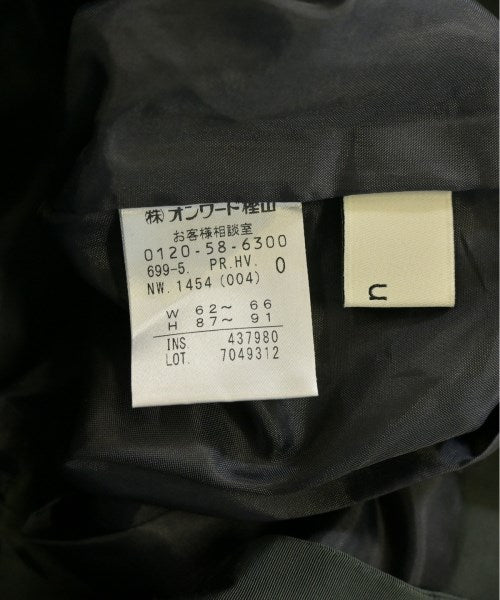 ㈱オンワード樫山
お客様相談室
0120-58-6300
699-5. PR.HV. 0
NW. 1454 (004)
W 62〜 66
H 87〜 91
INS 437980
LOT. 7049312